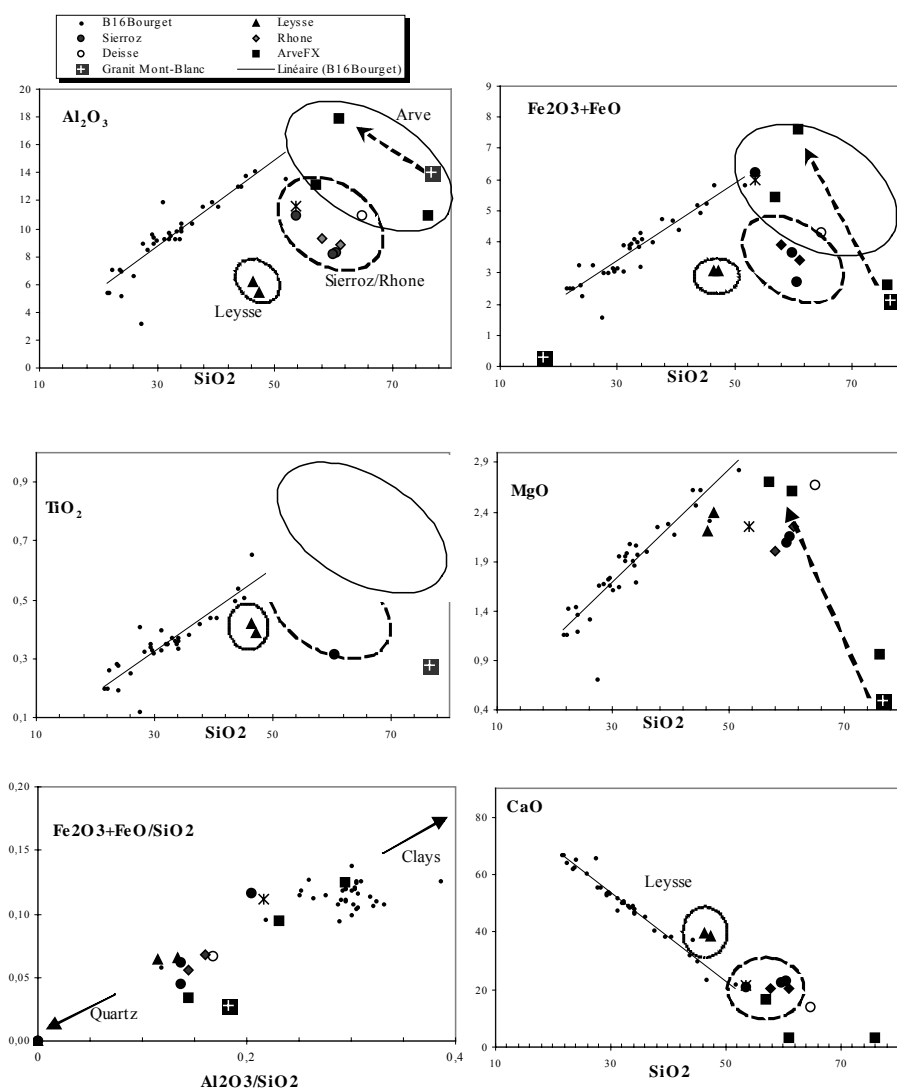 B16Bourget Leysse
Sierroz Rhone
Deisse ArveFX
Granit Mont-Blanc Linéaire (B16Bourget)
Al2O3
Arve
Sierroz/Rhone
Leysse
20
18
16
14
12
10
8
6
4
2
0
10 30 50 70
SiO2
Fe2O3+FeO
9
8
7
6
5
4
3
2
1
0
10 30 50 70
SiO2
TiO2
0,9
0,7
0,5
0,3
0,1
10 30 50 70
SiO2
MgO
2,9
2,4
1,9
1,4
0,9
0,4
10 30 50 70
SiO2
Fe2O3+FeO/SiO2
Clays
Quartz
0,20
0,15
0,10
0,05
0,00
0 0,2 0,4
Al2O3/SiO2
CaO
Leysse
80
60
40
20
0
10 30 50 70
SiO2